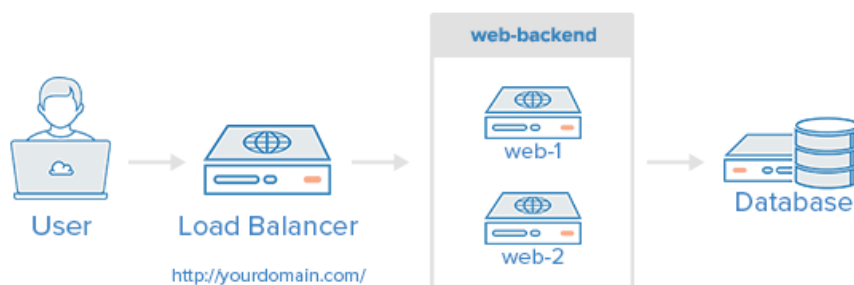 web-backend
web-1
web-2
User
Load Balancer
http://yourdomain.com/
Database